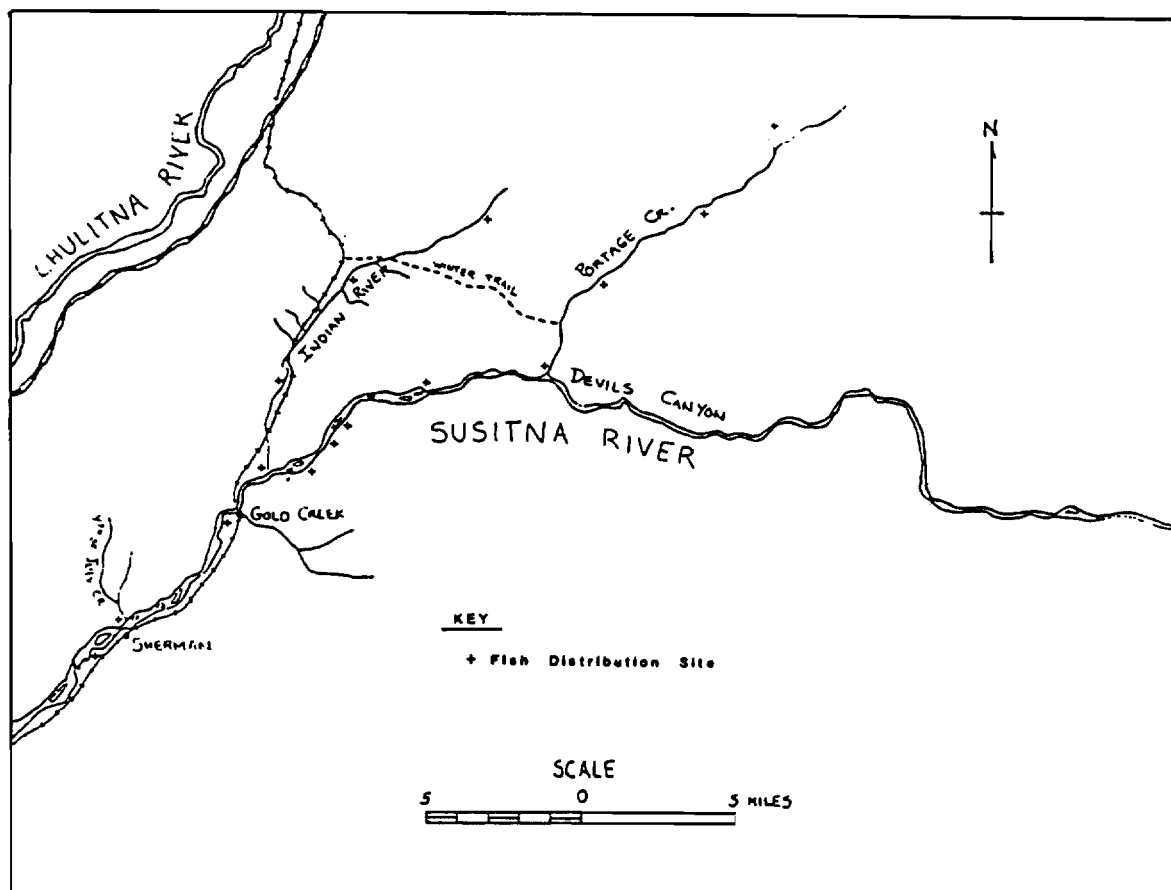 CHULITNA RIVER
N
PORTAGE CR.
WINTER TRAIL
INDIAN RIVER
DEVILS CANYON
SUSITNA RIVER
GOLD CREEK
CR.
SHERMAN
KEY
+ Fish Distribution Site
SCALE
5 0 5 MILES